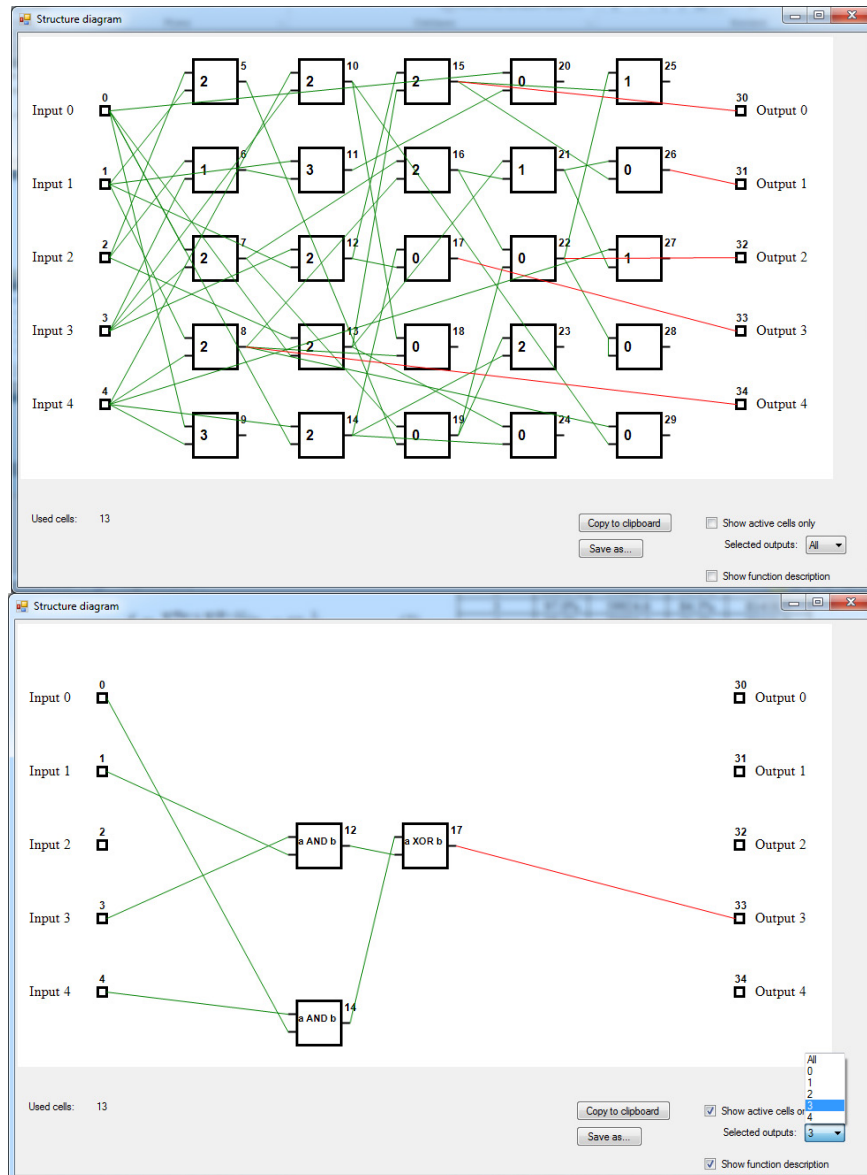 Structure diagram
0 5 10 15 20 25
Input 0 2 2 2 0 1 30 Output 0
1 6 11 16 21 26
Input 1 1 3 2 1 0 31 Output 1
2 7 12 17 22 27
Input 2 2 2 0 0 1 32 Output 2
3 8 13 18 23 28
Input 3 2 2 0 2 0 33 Output 3
4 9 14 19 24 29
Input 4 3 2 0 0 0 34 Output 4
Used cells: 13
Copy to clipboard
Show active cells only
Save as...
Selected outputs: All
Show function description
Structure diagram
0 30
Input 0 Output 0
1 31
Input 1 Output 1
2 12 17 32
Input 2 a AND b a XOR b Output 2
3 33
Input 3 Output 3
4 14 34
Input 4 a AND b Output 4
All
0
1
2
3
4
Used cells: 13
Copy to clipboard
Show active cells
Save as...
Selected outputs: 3
Show function description